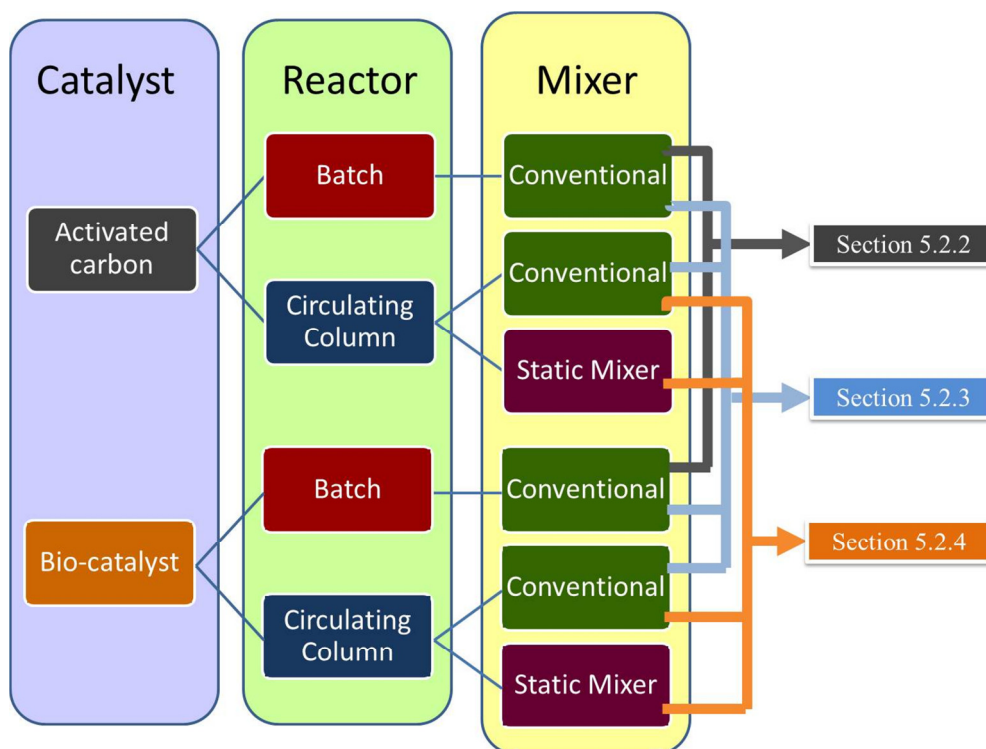 Catalyst
Reactor
Mixer
Activated
carbon
Bio-catalyst
Batch
Circulating
Column
Batch
Circulating
Column
Conventional
Conventional
Static Mixer
Conventional
Conventional
Static Mixer
Section 5.2.2
Section 5.2.3
Section 5.2.4